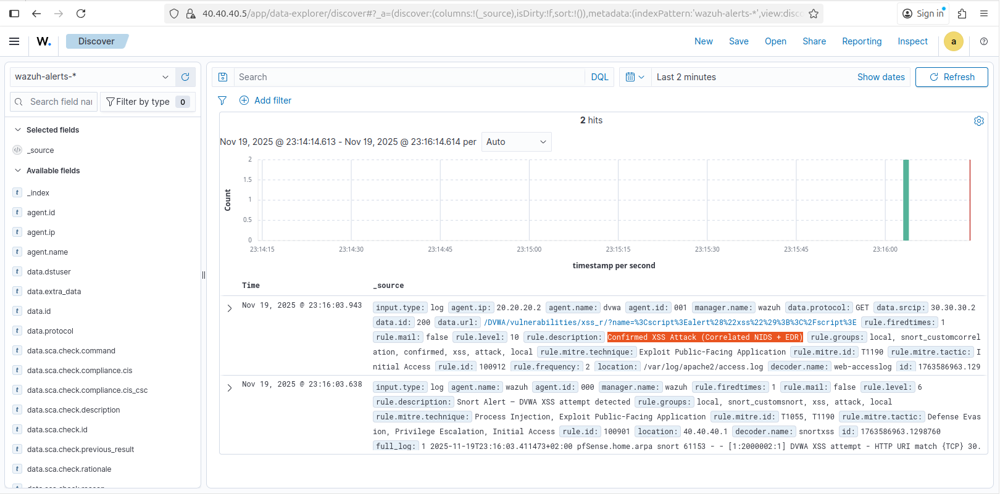 40.40.40.5/app/data-explorer/discover#?_a=(discover:(columns:!(_source),isDirty:!f,sort:!()),metadata:(indexPattern:'wazuh-alerts-*',view:disc
Sign in
W.
Discover
New Save Open Share Reporting Inspect
a
wazuh-alerts-*
Search
DQL
Last 2 minutes
Show dates
Refresh
Search field nar
Filter by type 0
Add filter
Selected fields
_source
Available fields
_index
agent.id
agent.ip
agent.name
data.dstuser
data.extra_data
data.id
data.protocol
data.sca.check.command
data.sca.check.compliance.cis
data.sca.check.compliance.cis_csc
data.sca.check.description
data.sca.check.id
data.sca.check.previous_result
data.sca.check.rationale
data.sca.check.reason
2 hits
Nov 19, 2025 @ 23:14:14.613 - Nov 19, 2025 @ 23:16:14.614 per Auto
2
1.5
1
0.5
0
Count
23:14:15 23:14:30 23:14:45 23:15:00 23:15:15 23:15:30 23:15:45 23:16:00
timestamp per second
Time _source
Nov 19, 2025 @ 23:16:03.943
input.type: log agent.ip: 20.20.20.2 agent.name: dvwa agent.id: 001 manager.name: wazuh data.protocol: GET data.srcip: 30.30.30.2
data.id: 200 data.url: /DVWA/vulnerabilities/xss_r/?name=%3Cscript%3Ealert%28%22xss%22%29%3B%3C%2Fscript%3E rule.firedtimes: 1
rule.mail: false rule.level: 10 rule.description: Confirmed XSS Attack (Correlated NIDS + EDR) rule.groups: local, snort_customcorrel
ation, confirmed, xss, attack, local rule.mitre.technique: Exploit Public-Facing Application rule.mitre.id: T1190 rule.mitre.tactic: I
nitial Access rule.id: 100912 rule.frequency: 2 location: /var/log/apache2/access.log decoder.name: web-accesslog id: 1763586963.129
Nov 19, 2025 @ 23:16:03.638
input.type: log agent.name: wazuh agent.id: 000 manager.name: wazuh rule.firedtimes: 1 rule.mail: false rule.level: 6
rule.description: Snort Alert – DVWA XSS attempt detected rule.groups: local, snort_customsnort, xss, attack, local
rule.mitre.technique: Process Injection, Exploit Public-Facing Application rule.mitre.id: T1055, T1190 rule.mitre.tactic: Defense Evas
ion, Privilege Escalation, Initial Access rule.id: 100901 location: 40.40.40.1 decoder.name: snortxss id: 1763586963.1298760
full_log: 1 2025-11-19T23:16:03.411473+02:00 pfSense.home.arpa snort 61153 - - [1:2000002:1] DVWA XSS attempt - HTTP URI match {TCP} 30.